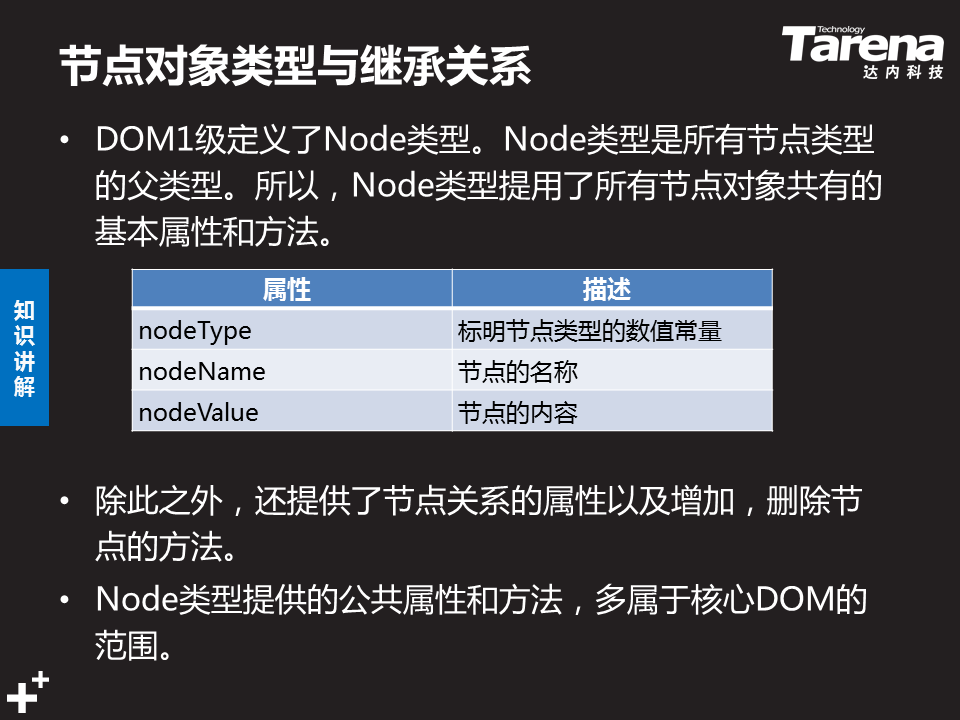 节点对象类型与继承关系
Technology
Tarena
达内科技
• DOM1级定义了Node类型。Node类型是所有节点类型
的父类型。所以，Node类型提用了所有节点对象共有的
基本属性和方法。
知识讲解
属性 描述
nodeType 标明节点类型的数值常量
nodeName 节点的名称
nodeValue 节点的内容
• 除此之外，还提供了节点关系的属性以及增加，删除节
点的方法。
• Node类型提供的公共属性和方法，多属于核心DOM的
范围。